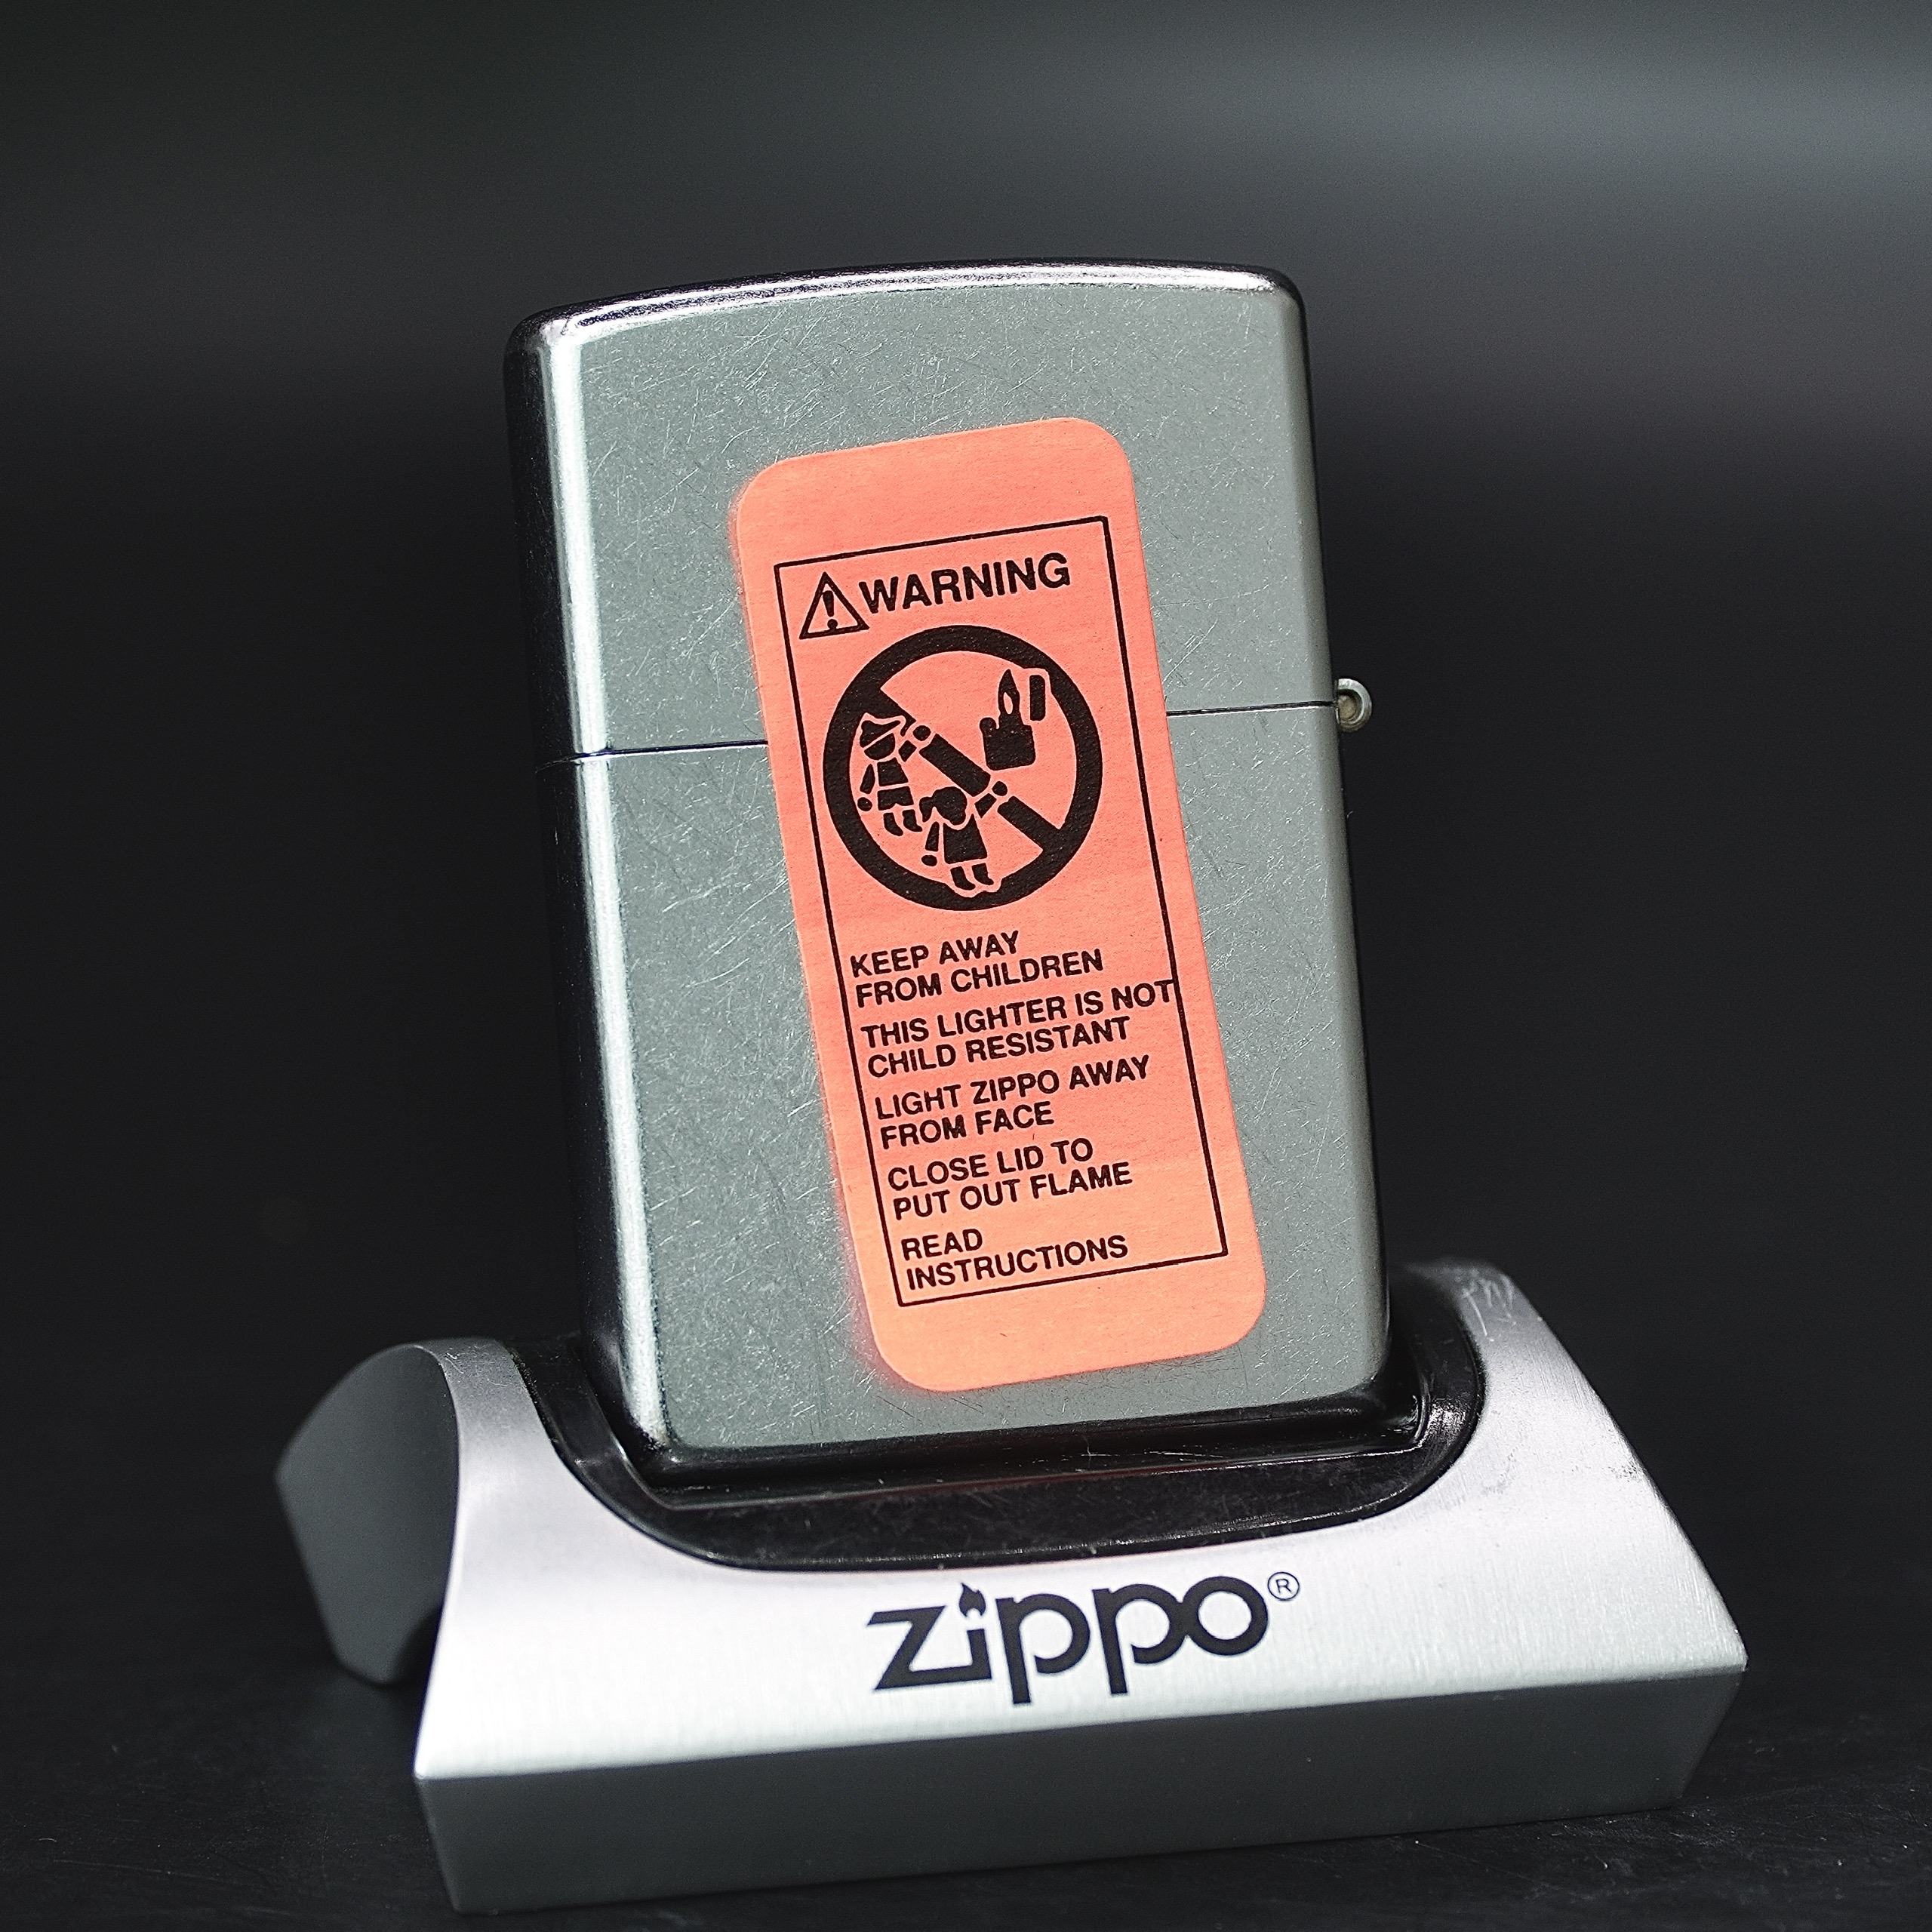 WARNING
KEEP AWAY
FROM CHILDREN
THIS LIGHTER IS NOT
CHILD RESISTANT
LIGHT ZIPPO AWAY
FROM FACE
CLOSE LID TO
PUT OUT FLAME
READ
INSTRUCTIONS
zippo®